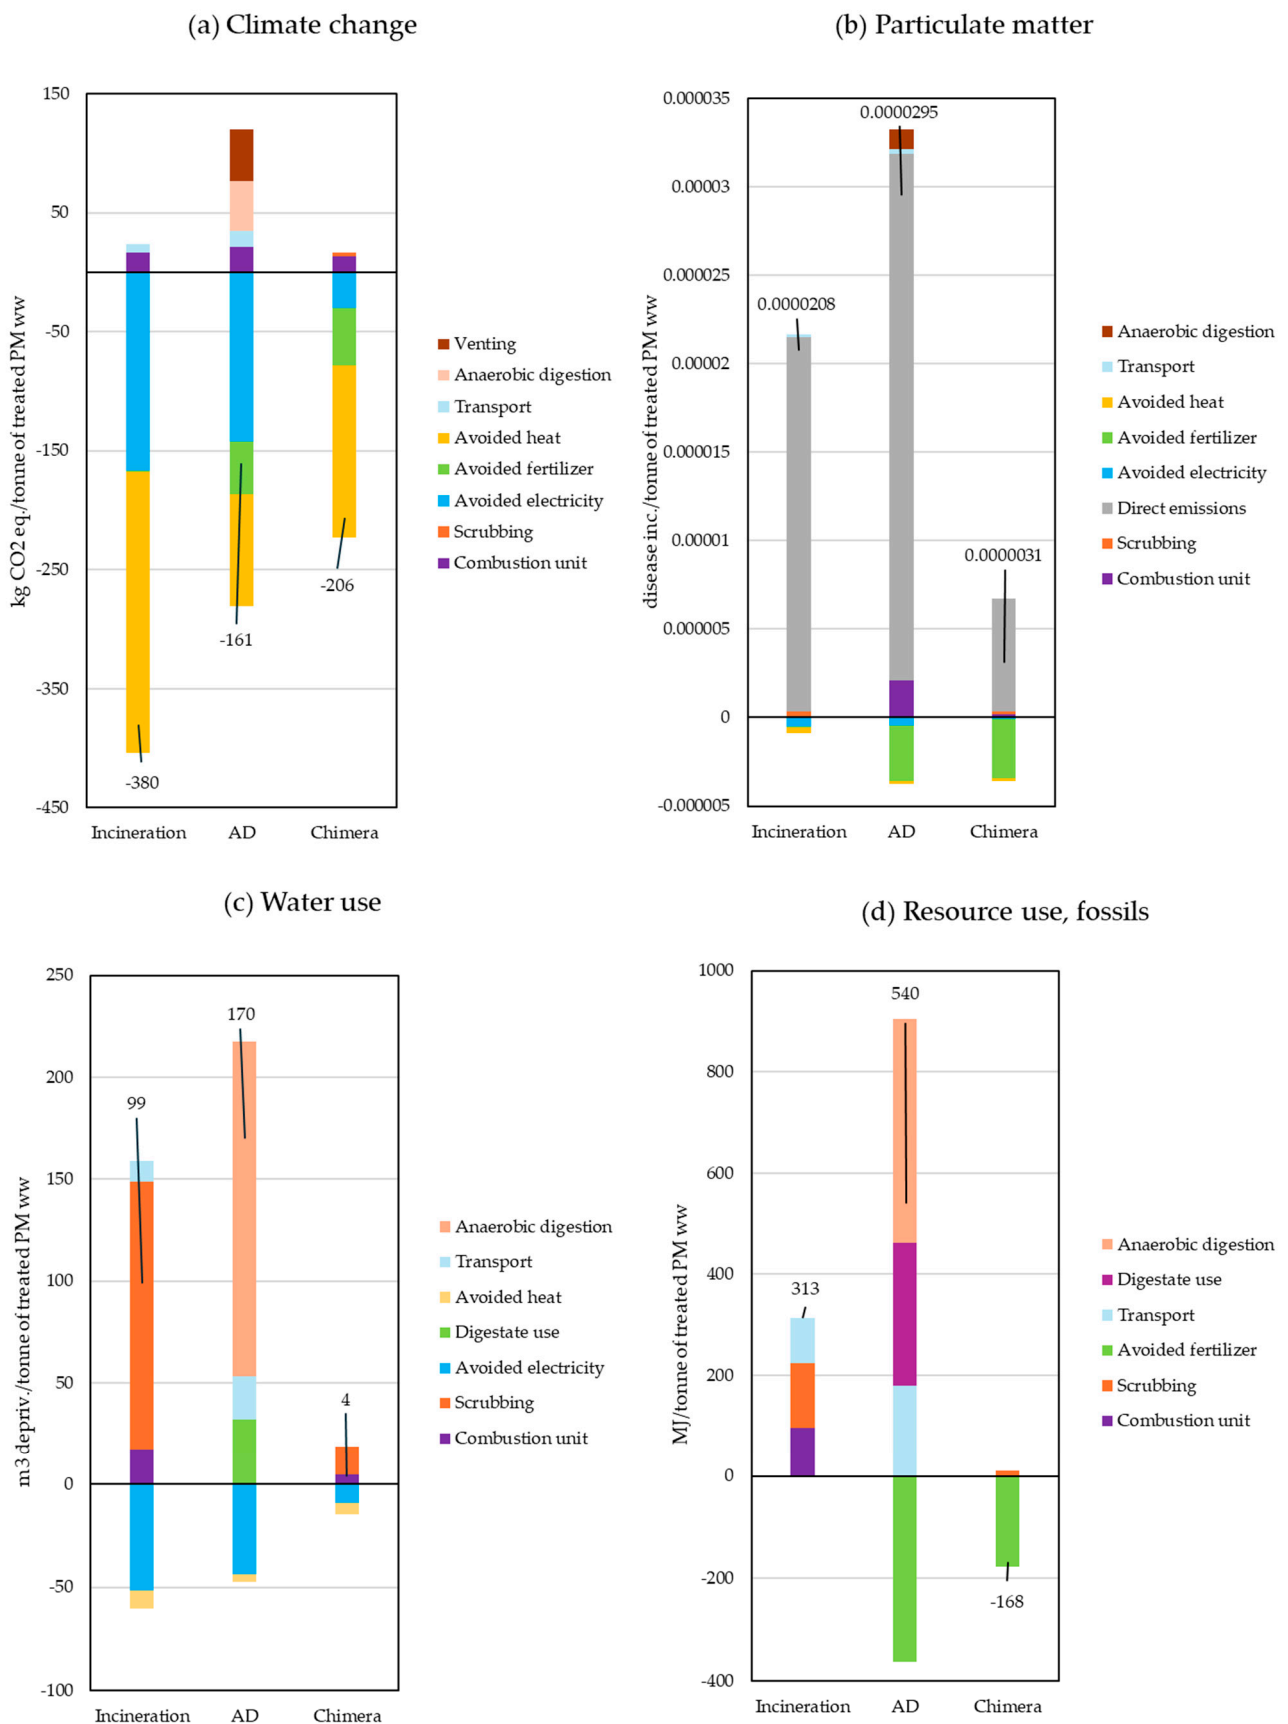 (a) Climate change
150
50
-50
-150
-250
-350
-450
kg CO2 eq./tonne of treated PM ww
-380
-161
-206
Incineration
AD
Chimera
Venting
Anaerobic digestion
Transport
Avoided heat
Avoided fertilizer
Avoided electricity
Scrubbing
Combustion unit
(b) Particulate matter
0.000035
0.00003
0.000025
0.00002
0.000015
0.00001
0.000005
0
-0.000005
disease inc./tonne of treated PM ww
0.0000208
0.0000295
0.0000031
Incineration
AD
Chimera
Anaerobic digestion
Transport
Avoided heat
Avoided fertilizer
Avoided electricity
Direct emissions
Scrubbing
Combustion unit
(c) Water use
250
200
150
100
50
0
-50
-100
m3 depriv./tonne of treated PM ww
99
170
4
Incineration
AD
Chimera
Anaerobic digestion
Transport
Avoided heat
Digestate use
Avoided electricity
Scrubbing
Combustion unit
(d) Resource use, fossils
1000
800
600
400
200
0
-200
-400
MJ/tonne of treated PM ww
313
540
-168
Incineration
AD
Chimera
Anaerobic digestion
Digestate use
Transport
Avoided fertilizer
Scrubbing
Combustion unit